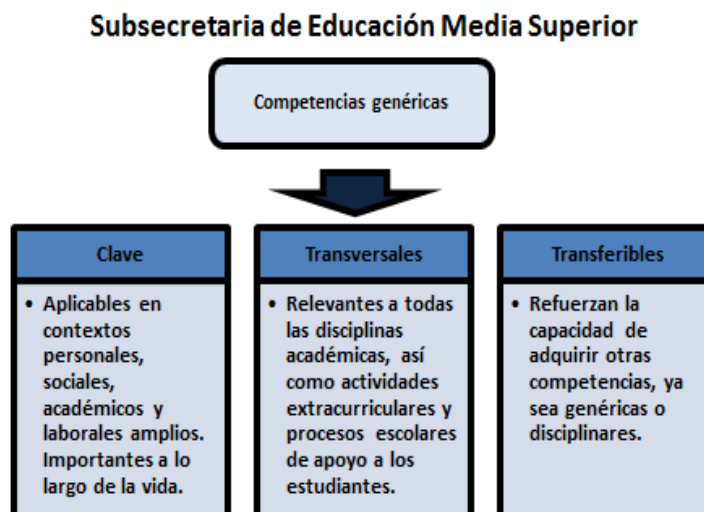 Subsecretaria de Educación Media Superior
Competencias genéricas
Clave
• Aplicables en
contextos
personales,
sociales,
académicos y
laborales amplios.
Importantes a lo
largo de la vida.
Transversales
• Relevantes a todas
las disciplinas
académicas, así
como actividades
extracurriculares y
procesos escolares
de apoyo a los
estudiantes.
Transferibles
• Refuerzan la
capacidad de
adquirir otras
competencias, ya
sea genéricas o
disciplinares.